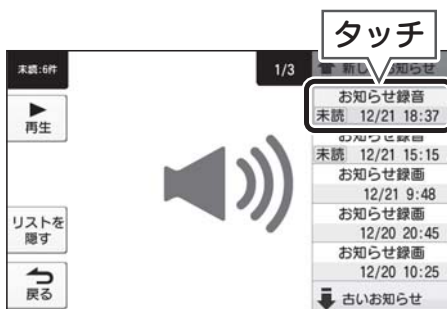 タッチ
未読:6件
1/3
新しいお知らせ
再生
お知らせ録音
未読 12/21 18:37
お知らせ録音
未読 12/21 15:15
お知らせ録画
12/21 9:48
リストを
隠す
お知らせ録画
12/20 20:45
お知らせ録画
12/20 10:25
戻る
古いお知らせ